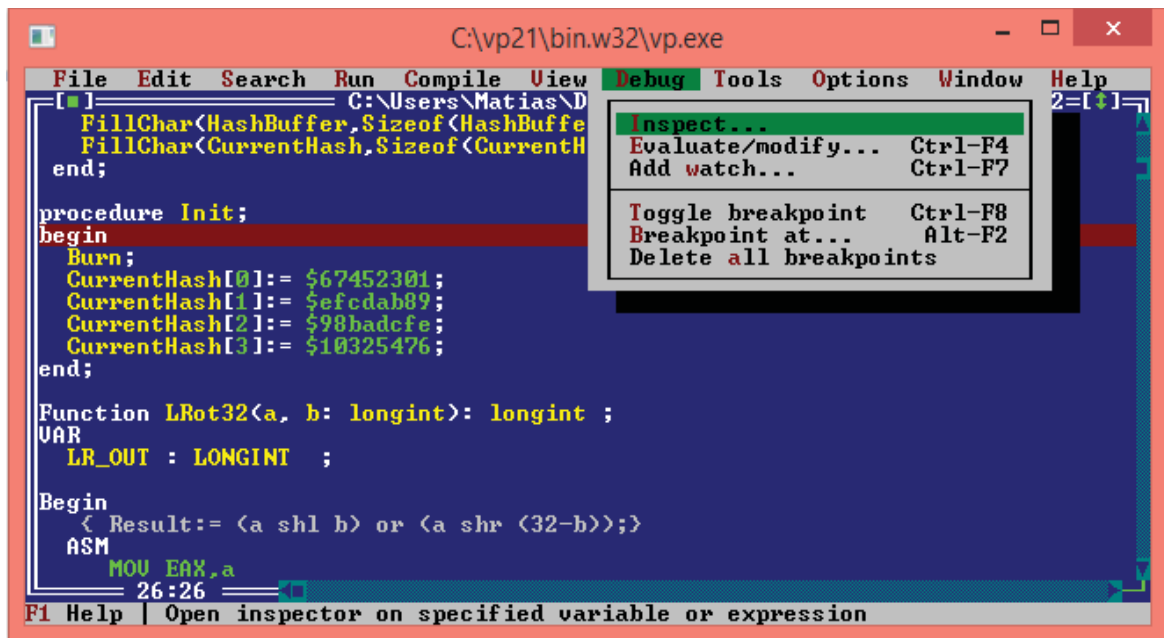 C:\vp21\bin.w32\vp.exe
File Edit Search Run Compile View Debug Tools Options Window Help
C:\Users\Matias\D
2=[↕]
FillChar(HashBuffer,Sizeof(HashBuffe
FillChar(CurrentHash,Sizeof(CurrentH
end;
Inspect...
Evaluate/modify... Ctrl-F4
Add watch... Ctrl-F7
Toggle breakpoint Ctrl-F8
Breakpoint at... Alt-F2
Delete all breakpoints
procedure Init;
begin
Burn;
CurrentHash[0]:= $67452301;
CurrentHash[1]:= $efcdab89;
CurrentHash[2]:= $98badcfe;
CurrentHash[3]:= $10325476;
end;
Function LRot32(a, b: longint): longint ;
VAR
LR_OUT : LONGINT ;
Begin
{ Result:= (a shl b) or (a shr (32-b));}
ASM
MOV EAX,a
26:26
F1 Help | Open inspector on specified variable or expression